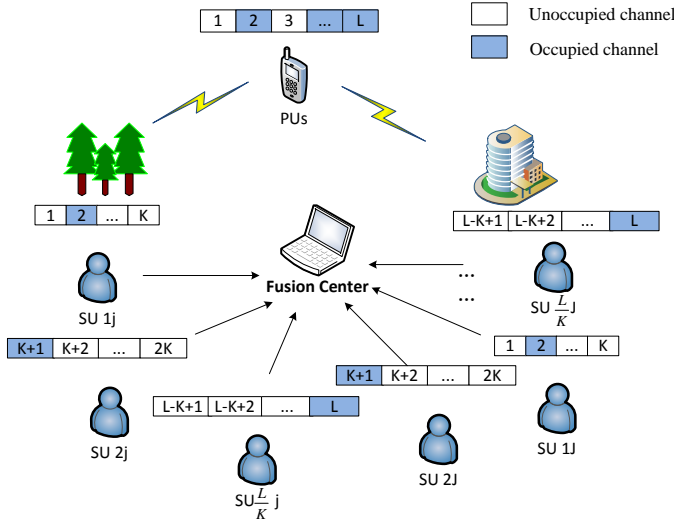 1 2 3 ... L
Unoccupied channel
Occupied channel
PUs
1 2 ... K
L-K+1 L-K+2 ... L
SU 1j
Fusion Center
...
...
SU L/K J
K+1 K+2 ... 2K
1 2 ... K
K+1 K+2 ... 2K
L-K+1 L-K+2 ... L
SU 2j
SU L/K j
SU 2J
SU 1J